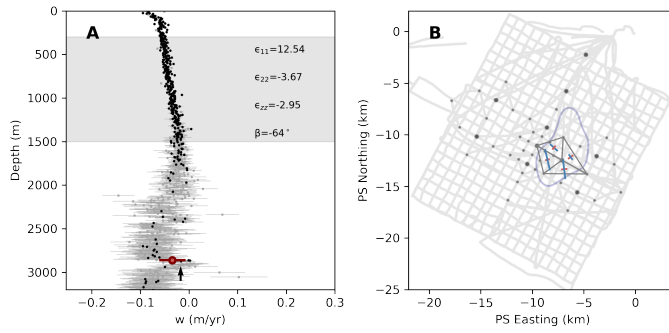 A
ϵ11=12.54
ϵ22=-3.67
ϵzz=-2.95
β=-64°
0
500
1000
1500
2000
2500
3000
Depth (m)
−0.2
−0.1
0.0
0.1
0.2
0.3
w (m/yr)
B
0
−5
−10
−15
−20
−25
PS Northing (km)
−20
−15
−10
−5
0
PS Easting (km)